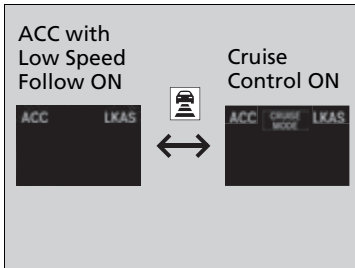 ACC with
Low Speed
Follow ON
Cruise
Control ON
ACC LKAS
ACC CRUISE MODE LKAS